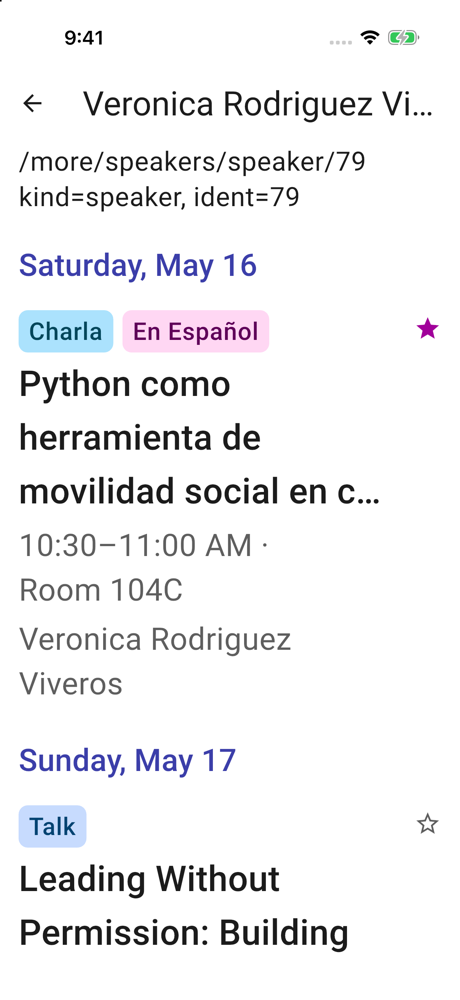 9:41
Veronica Rodriguez Vi...
/more/speakers/speaker/79
kind=speaker, ident=79
Saturday, May 16
Charla En Español
Python como
herramienta de
movilidad social en c...
10:30–11:00 AM ·
Room 104C
Veronica Rodriguez
Viveros
Sunday, May 17
Talk
Leading Without
Permission: Building